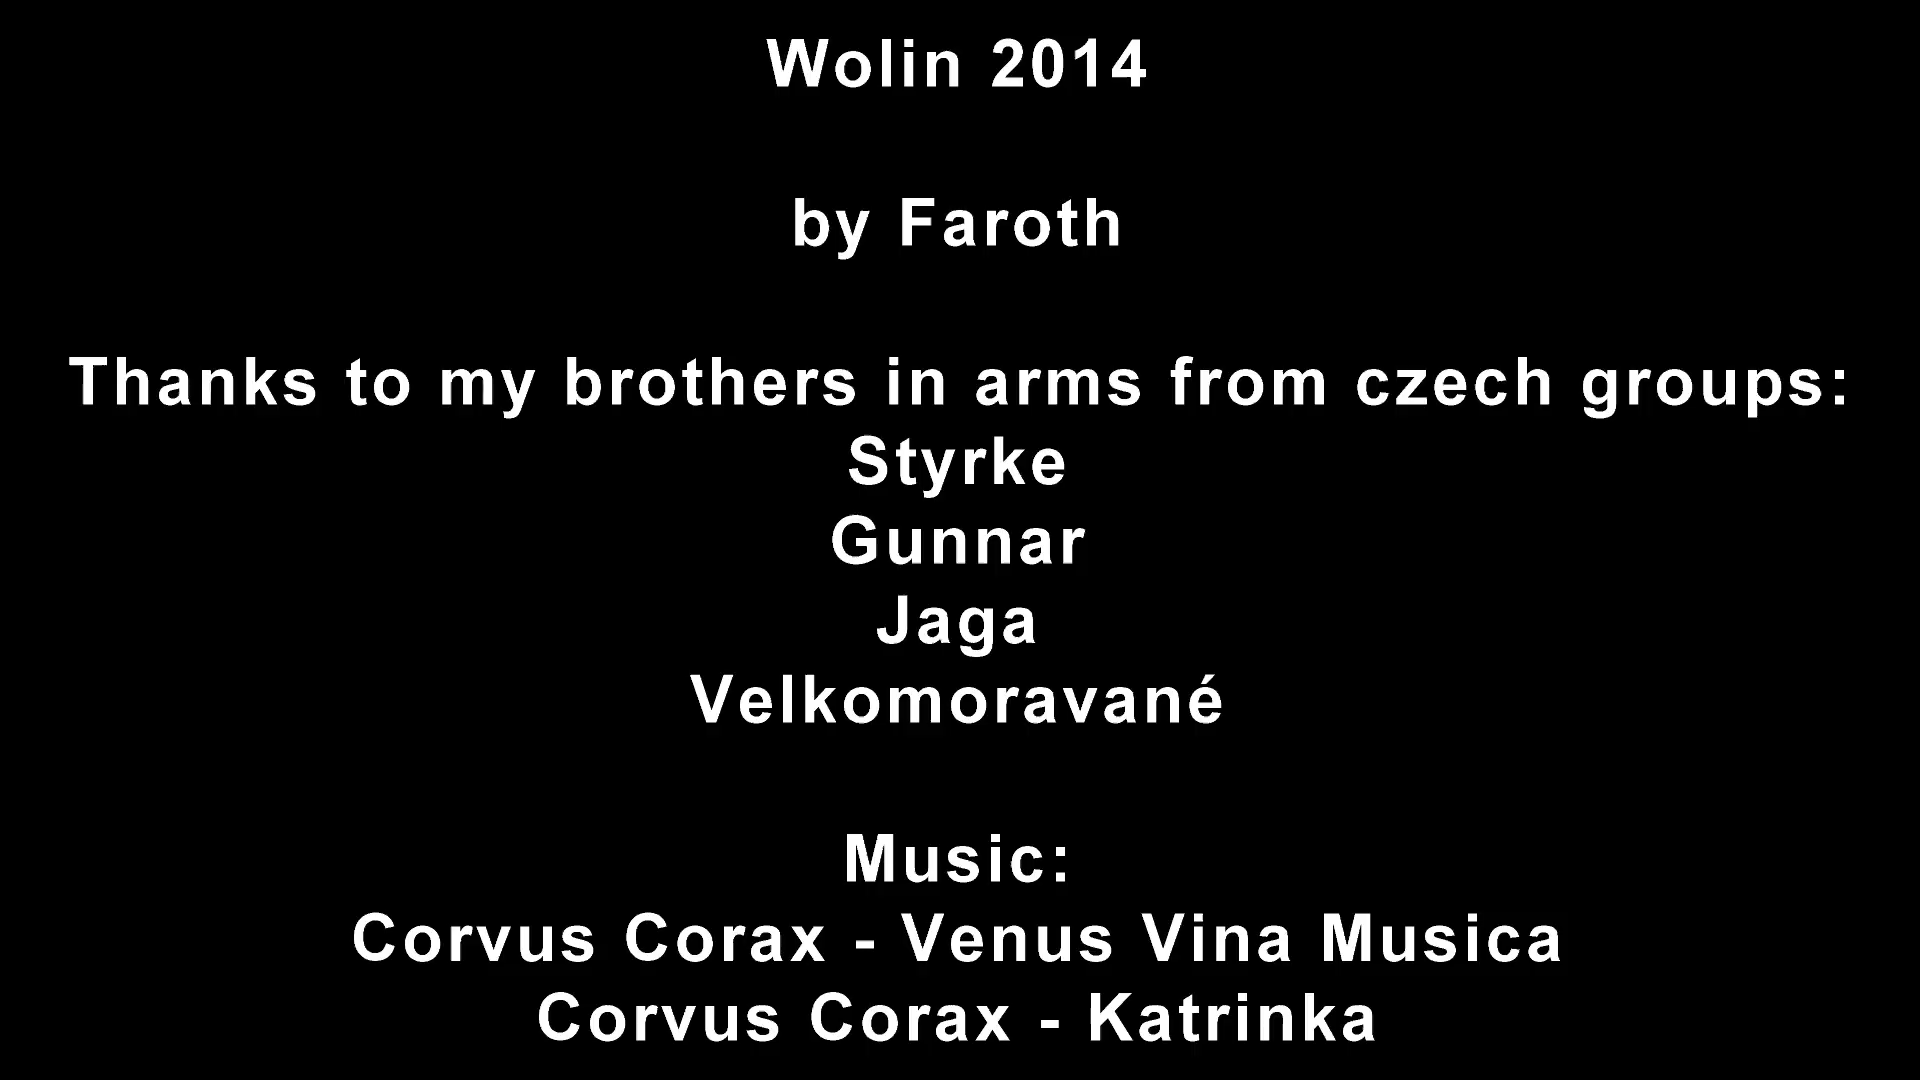 Wolin 2014
by Faroth
Thanks to my brothers in arms from czech groups:
Styrke
Gunnar
Jaga
Velkomoravané
Music:
Corvus Corax - Venus Vina Musica
Corvus Corax - Katrinka